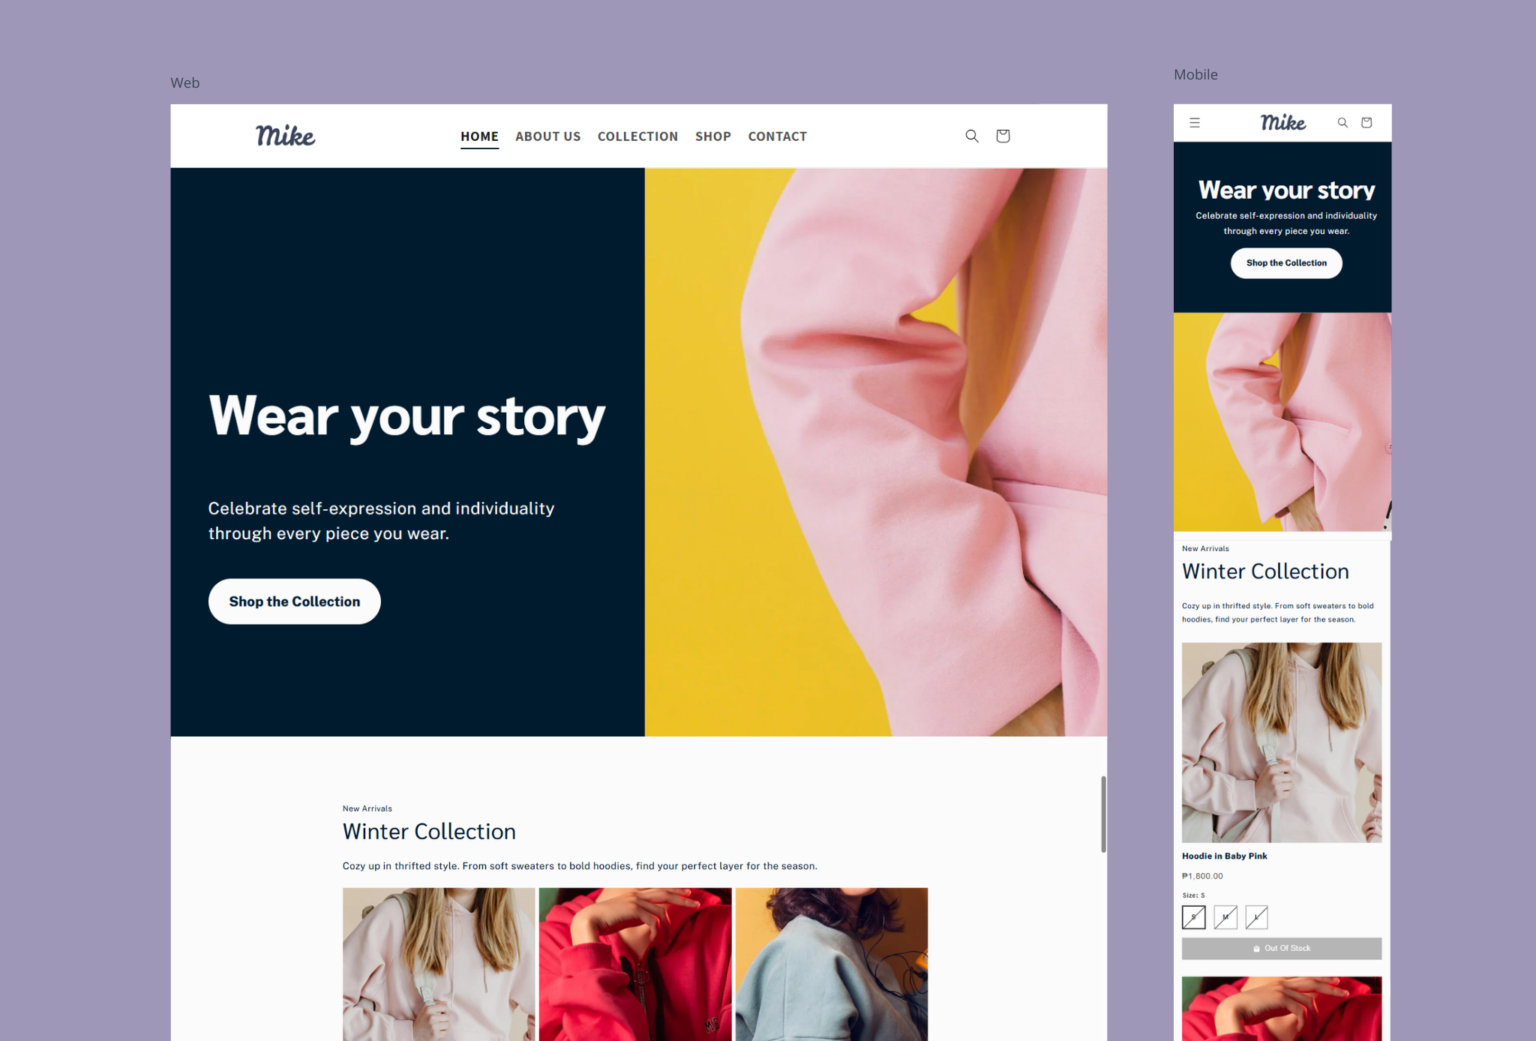 Web
Mike
HOME ABOUT US COLLECTION SHOP CONTACT
Wear your story
Celebrate self-expression and individuality
through every piece you wear.
Shop the Collection
New Arrivals
Winter Collection
Cozy up in thrifted style. From soft sweaters to bold hoodies, find your perfect layer for the season.
Mobile
Mike
Wear your story
Celebrate self-expression and individuality
through every piece you wear.
Shop the Collection
New Arrivals
Winter Collection
Cozy up in thrifted style. From soft sweaters to bold
hoodies, find your perfect layer for the season.
Hoodie in Baby Pink
₱1,800.00
Size: S
S M L
Out Of Stock